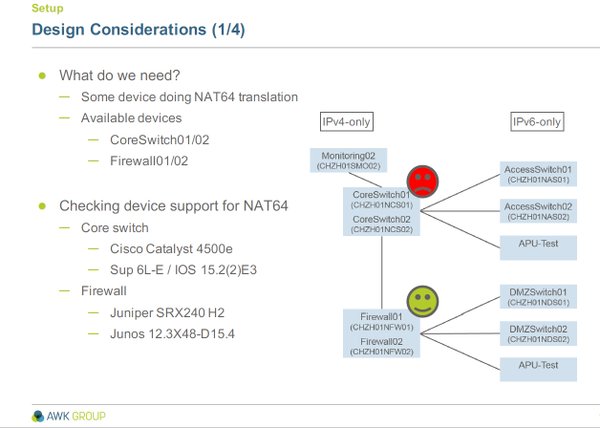 Setup
Design Considerations (1/4)
● What do we need?
— Some device doing NAT64 translation
— Available devices
— CoreSwitch01/02
— Firewall01/02
● Checking device support for NAT64
— Core switch
— Cisco Catalyst 4500e
— Sup 6L-E / IOS 15.2(2)E3
— Firewall
— Juniper SRX240 H2
— Junos 12.3X48-D15.4
IPv4-only
IPv6-only
Monitoring02
(CHZH01SMO02)
CoreSwitch01
(CHZH01NCS01)
CoreSwitch02
(CHZH01NCS02)
AccessSwitch01
(CHZH01NAS01)
AccessSwitch02
(CHZH01NAS02)
APU-Test
Firewall01
(CHZH01NFW01)
Firewall02
(CHZH01NFW02)
DMZSwitch01
(CHZH01NDS01)
DMZSwitch02
(CHZH01NDS02)
APU-Test
AWK GROUP